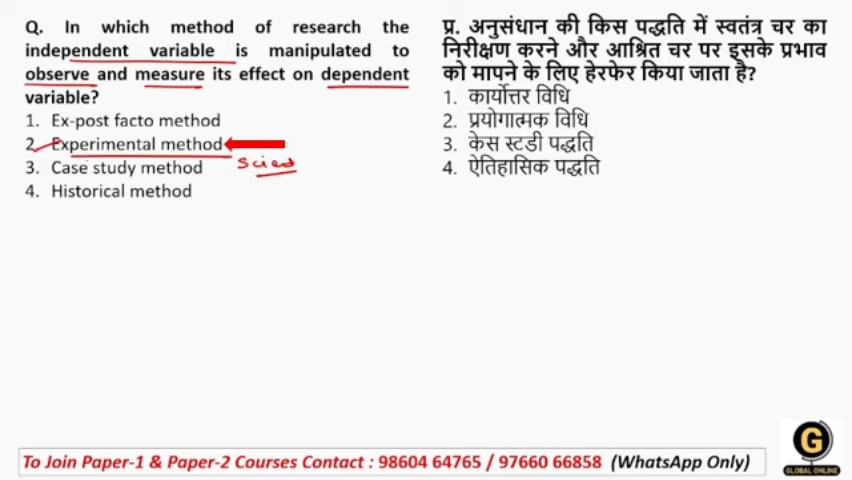 Q. In which method of research the
independent variable is manipulated to
observe and measure its effect on dependent
variable?
1. Ex-post facto method
2. Experimental method
3. Case study method
4. Historical method
प्र. अनुसंधान की किस पद्धति में स्वतंत्र चर का
निरीक्षण करने और आश्रित चर पर इसके प्रभाव
को मापने के लिए हेरफेर किया जाता है?
1. कार्योत्तर विधि
2. प्रयोगात्मक विधि
3. केस स्टडी पद्धति
4. ऐतिहासिक पद्धति
G
GLOBAL ONLINE
To Join Paper-1 & Paper-2 Courses Contact : 98604 64765 / 97660 66858 (WhatsApp Only)